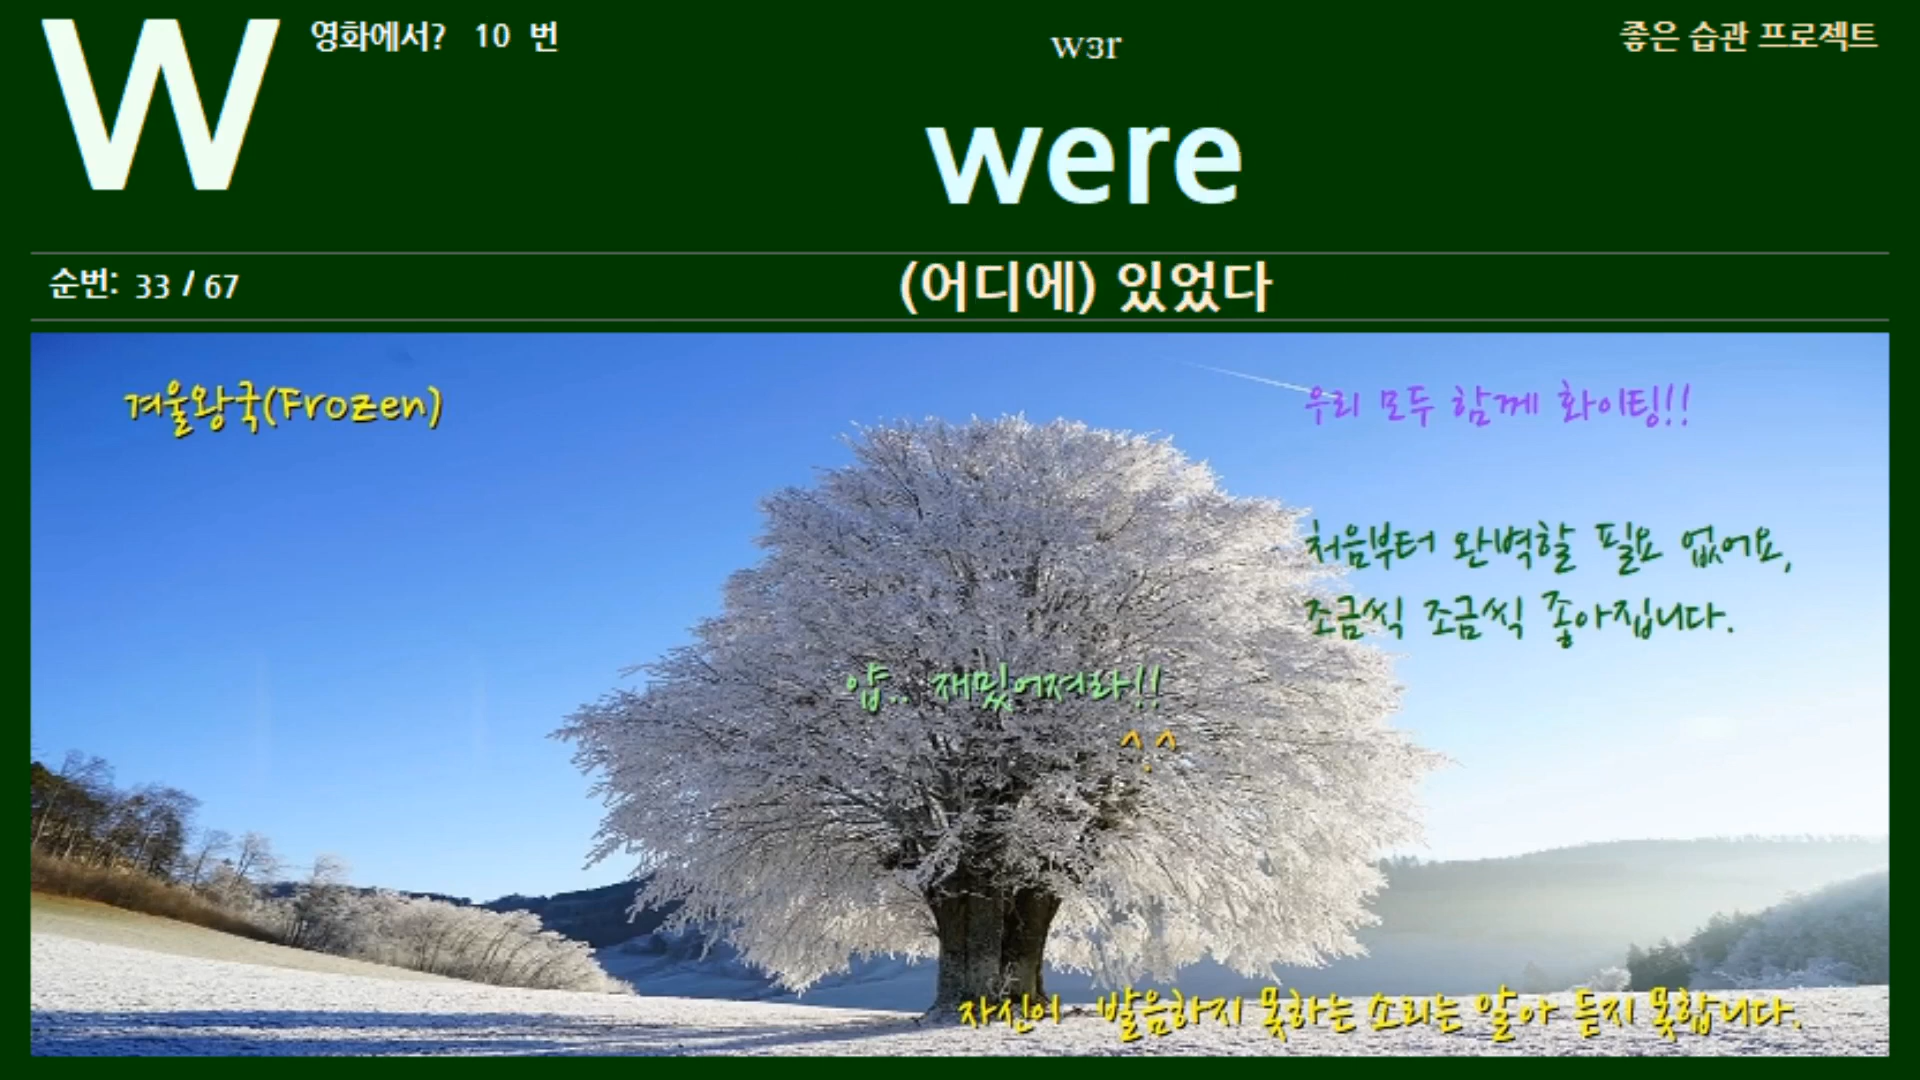 W
영화에서? 10 번
wɜr
좋은 습관 프로젝트
were
순번: 33 / 67
(어디에) 있었다
겨울왕국(Frozen)
우리 모두 함께 화이팅!!
처음부터 완벽할 필요 없어요,
조금씩 조금씩 좋아집니다.
얍.. 재밌어져라!!
^.^
자신이 발음하지 못하는 소리는 알아 듣지 못합니다.